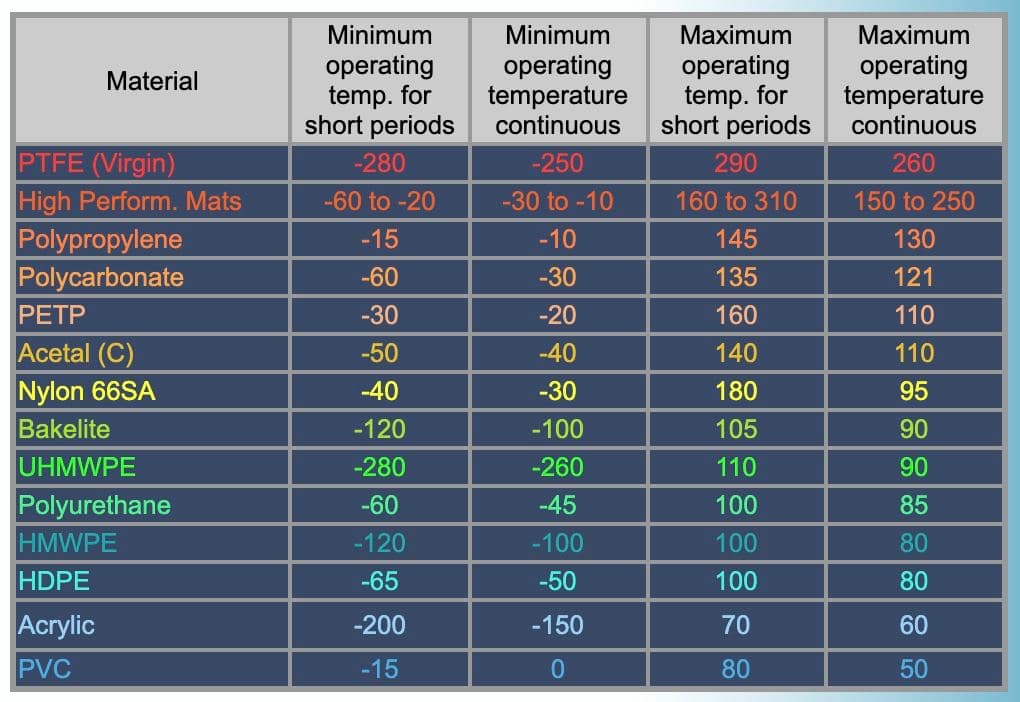 Material Minimum operating temp. for short periods Minimum operating temperature continuous Maximum operating temp. for short periods Maximum operating temperature continuous
PTFE (Virgin) -280 -250 290 260
High Perform. Mats -60 to -20 -30 to -10 160 to 310 150 to 250
Polypropylene -15 -10 145 130
Polycarbonate -60 -30 135 121
PETP -30 -20 160 110
Acetal (C) -50 -40 140 110
Nylon 66SA -40 -30 180 95
Bakelite -120 -100 105 90
UHMWPE -280 -260 110 90
Polyurethane -60 -45 100 85
HMWPE -120 -100 100 80
HDPE -65 -50 100 80
Acrylic -200 -150 70 60
PVC -15 0 80 50